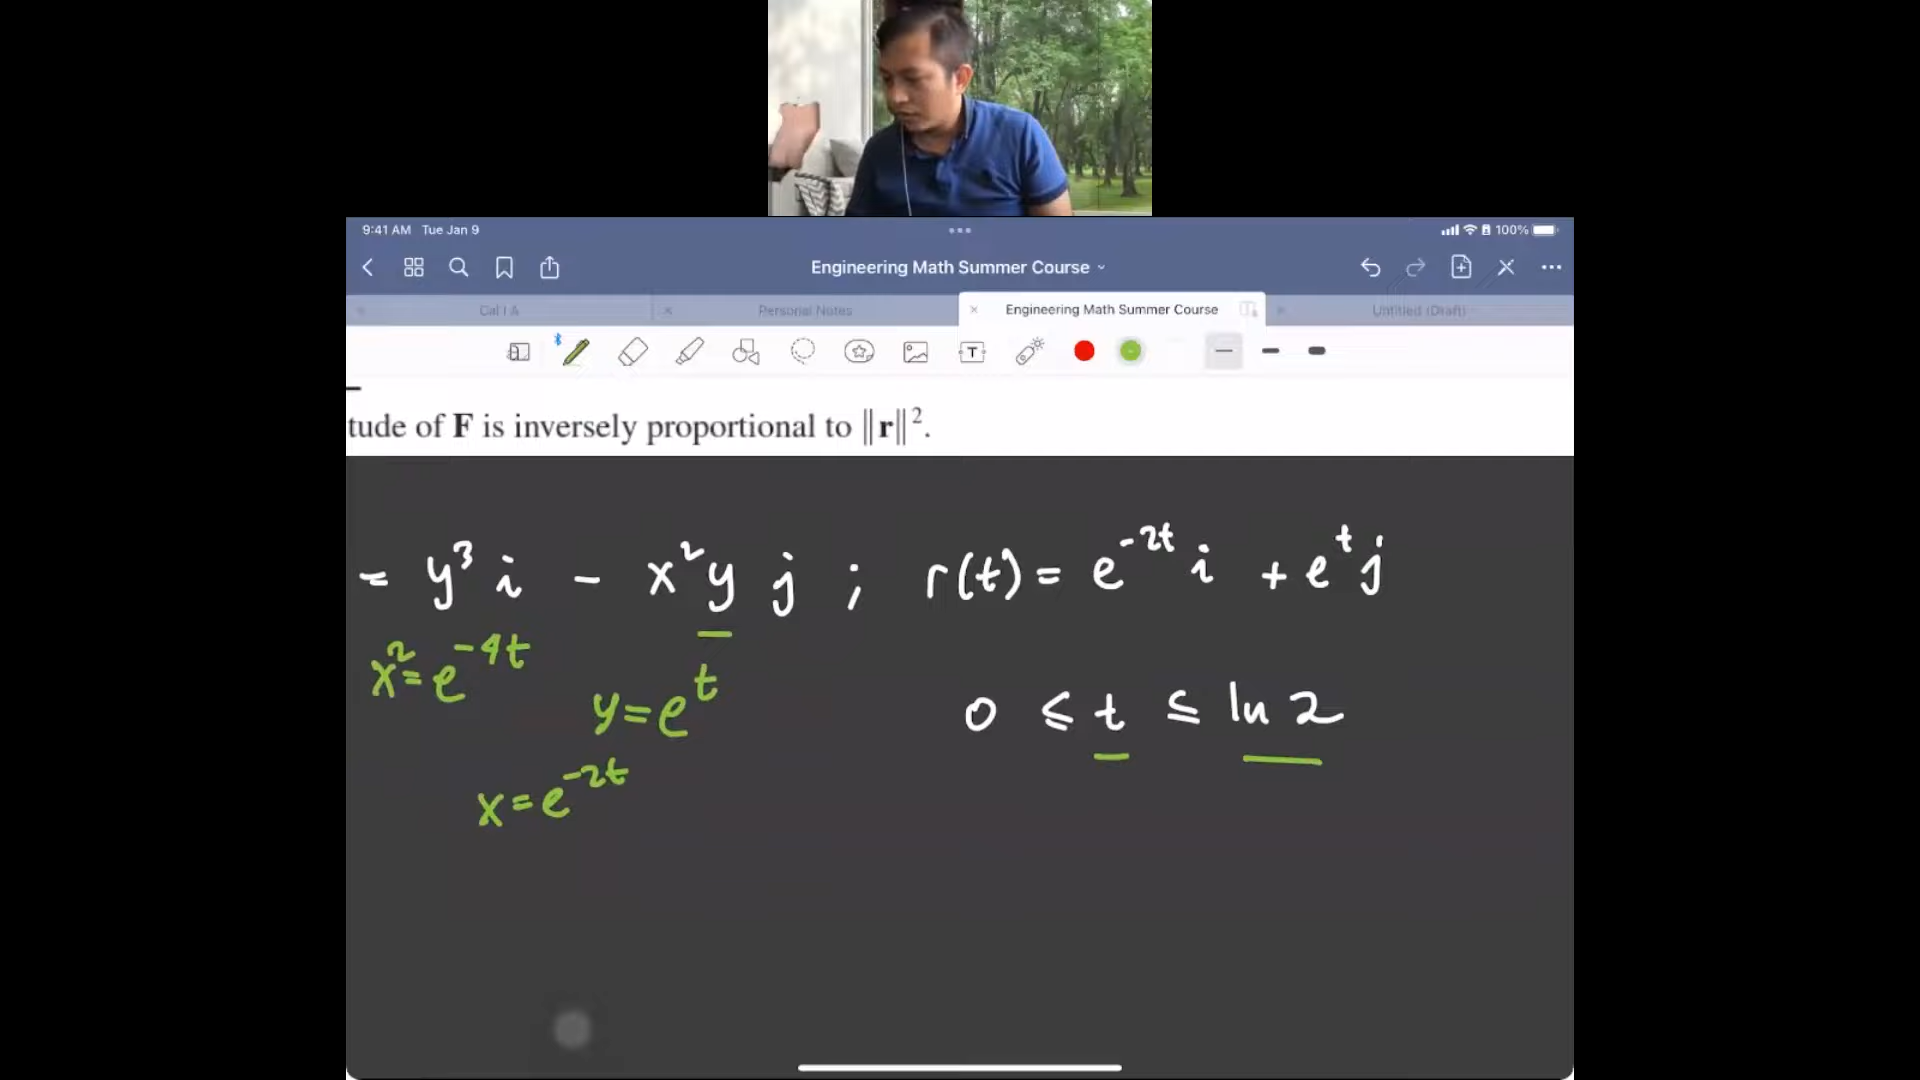 9:41 AM Tue Jan 9
100%
Engineering Math Summer Course
Cal I A
Personal Notes
Engineering Math Summer Course
Untitled (Draft)
T
tude of F is inversely proportional to ‖r‖².
= y³ i - x²y j ; r(t) = e^-2t i + e^t j
x² = e^-4t
y = e^t
0 ≤ t ≤ ln 2
x = e^-2t